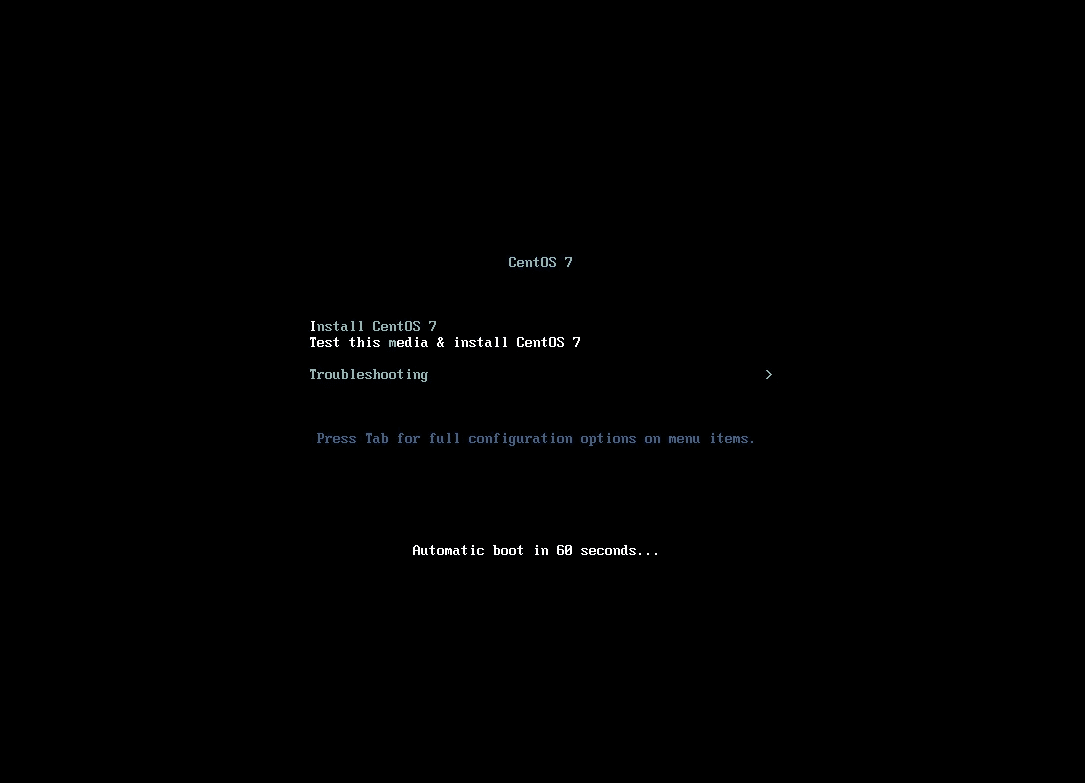 CentOS 7
Install CentOS 7
Test this media & install CentOS 7
Troubleshooting >
Press Tab for full configuration options on menu items.
Automatic boot in 60 seconds...